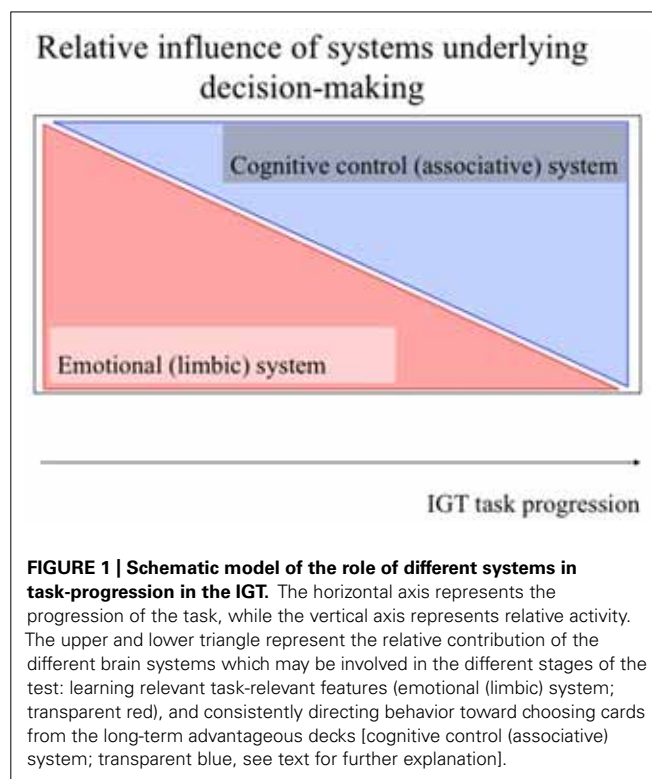 Relative influence of systems underlying
decision-making
Cognitive control (associative) system
Emotional (limbic) system
IGT task progression
FIGURE 1 | Schematic model of the role of different systems in
task-progression in the IGT. The horizontal axis represents the
progression of the task, while the vertical axis represents relative activity.
The upper and lower triangle represent the relative contribution of the
different brain systems which may be involved in the different stages of the
test: learning relevant task-relevant features (emotional (limbic) system;
transparent red), and consistently directing behavior toward choosing cards
from the long-term advantageous decks [cognitive control (associative)
system; transparent blue, see text for further explanation].